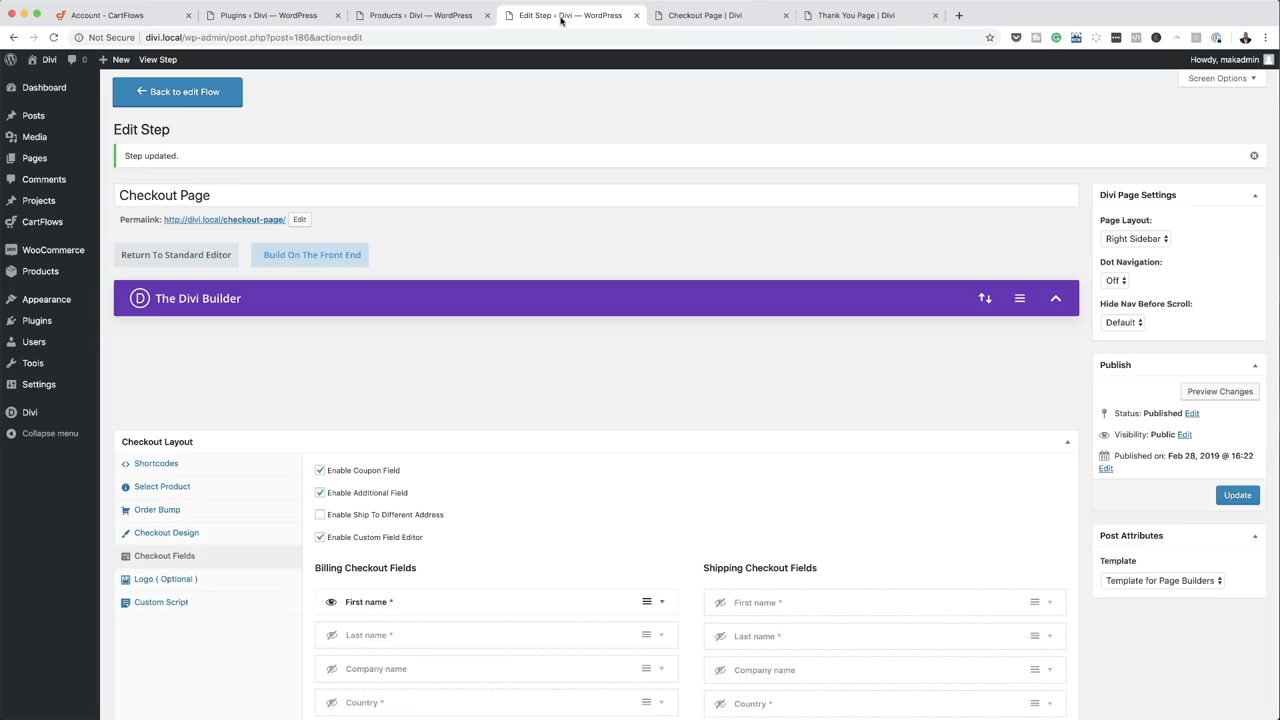 Account - CartFlows
Plugins ‹ Divi — WordPress
Products ‹ Divi — WordPress
Edit Step ‹ Divi — WordPress
Checkout Page | Divi
Thank You Page | Divi
Not Secure
divi.local/wp-admin/post.php?post=186&action=edit
Divi
0
New
View Step
Howdy, makadmin
Dashboard
Posts
Media
Pages
Comments
Projects
CartFlows
WooCommerce
Products
Appearance
Plugins
Users
Tools
Settings
Divi
Collapse menu
Screen Options
Back to edit Flow
Edit Step
Step updated.
Checkout Page
Permalink: http://divi.local/checkout-page/ Edit
Return To Standard Editor
Build On The Front End
D The Divi Builder
Checkout Layout
Shortcodes
Select Product
Order Bump
Checkout Design
Checkout Fields
Logo ( Optional )
Custom Script
Enable Coupon Field
Enable Additional Field
Enable Ship To Different Address
Enable Custom Field Editor
Billing Checkout Fields
First name *
Last name *
Company name
Country *
Shipping Checkout Fields
First name *
Last name *
Company name
Country *
Divi Page Settings
Page Layout:
Right Sidebar
Dot Navigation:
Off
Hide Nav Before Scroll:
Default
Publish
Preview Changes
Status: Published Edit
Visibility: Public Edit
Published on: Feb 28, 2019 @ 16:22
Edit
Update
Post Attributes
Template
Template for Page Builders